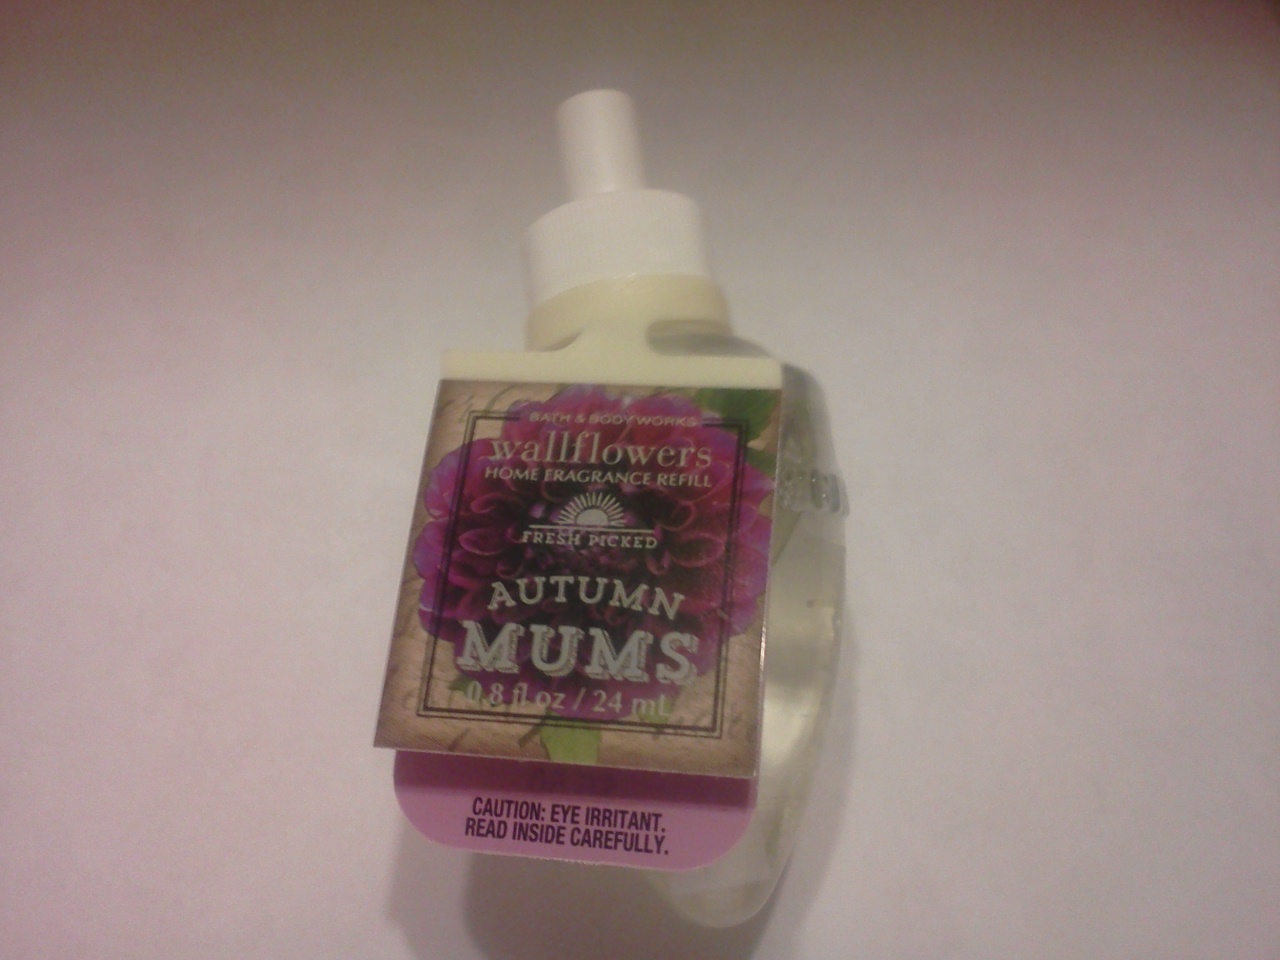 BATH & BODY WORKS
wallflowers
HOME FRAGRANCE REFILL
FRESH PICKED
AUTUMN
MUMS
0.8 fl oz / 24 mL
CAUTION: EYE IRRITANT.
READ INSIDE CAREFULLY.